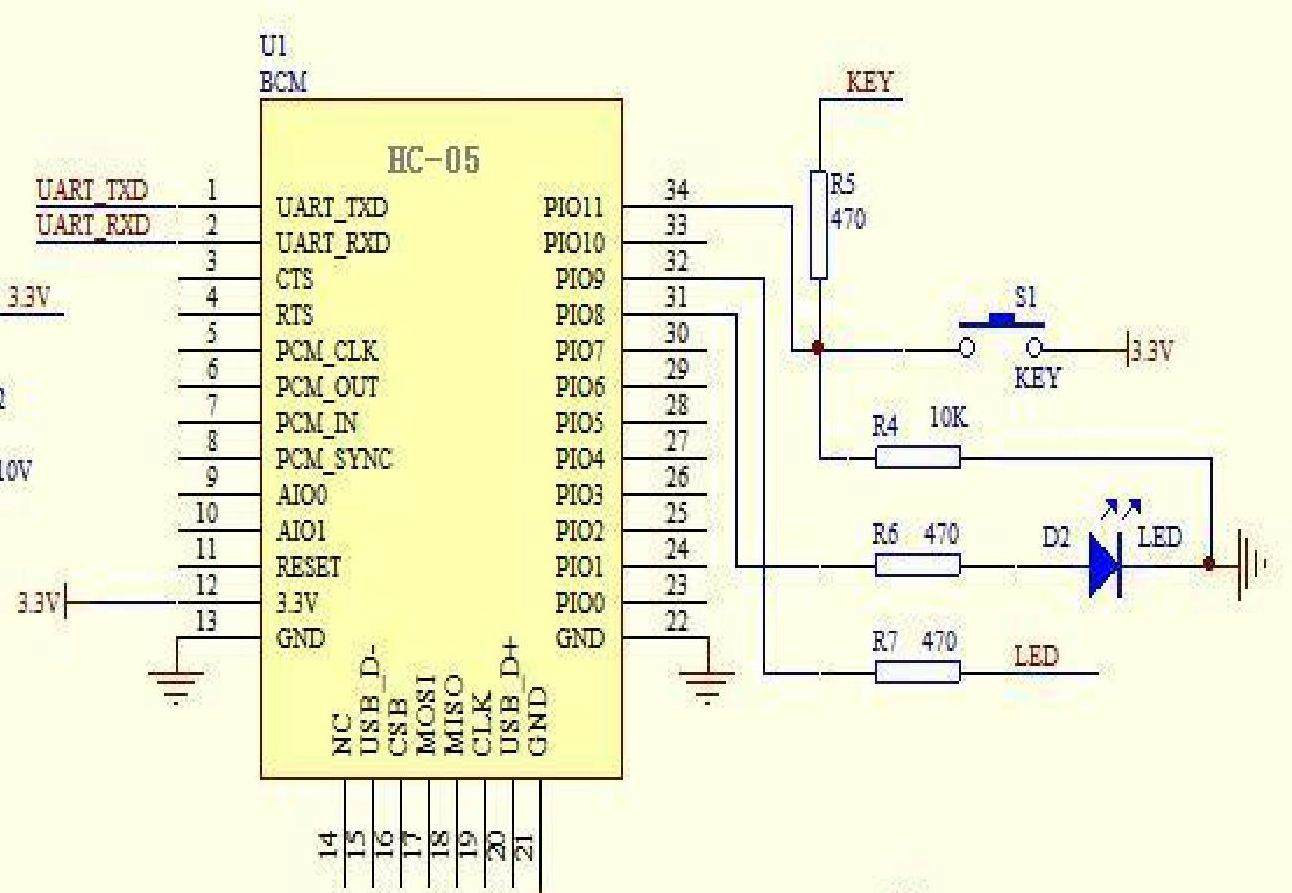 U1
BCM
HC-05
UART_TXD 1 UART_TXD
UART_RXD 2 UART_RXD
3 CTS
3.3V
4 RTS
5 PCM_CLK
6 PCM_OUT
7 PCM_IN
8 PCM_SYNC
9 AIO0
10 AIO1
11 RESET
3.3V 12 3.3V
13 GND
10V
PIO11 34
PIO10 33
PIO9 32
PIO8 31
PIO7 30
PIO6 29
PIO5 28
PIO4 27
PIO3 26
PIO2 25
PIO1 24
PIO0 23
GND 22
NC
USB_D-
CSB
MOSI
MISO
CLK
USB_D+
GND
14
15
16
17
18
19
20
21
KEY
R5
470
S1
3.3V
KEY
R4 10K
R6 470
D2 LED
R7 470
LED